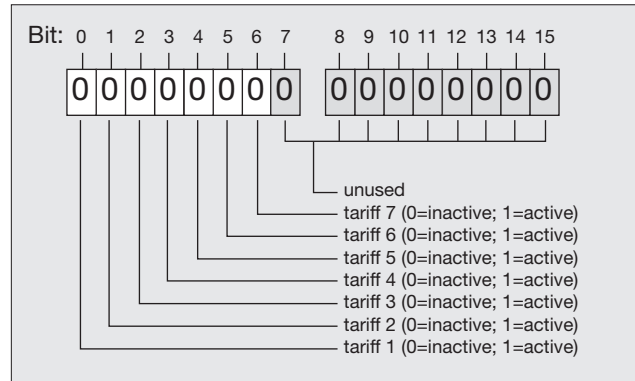 Bit: 0 1 2 3 4 5 6 7 8 9 10 11 12 13 14 15
0 0 0 0 0 0 0 0 0 0 0 0 0 0 0 0
unused
tariff 7 (0=inactive; 1=active)
tariff 6 (0=inactive; 1=active)
tariff 5 (0=inactive; 1=active)
tariff 4 (0=inactive; 1=active)
tariff 3 (0=inactive; 1=active)
tariff 2 (0=inactive; 1=active)
tariff 1 (0=inactive; 1=active)